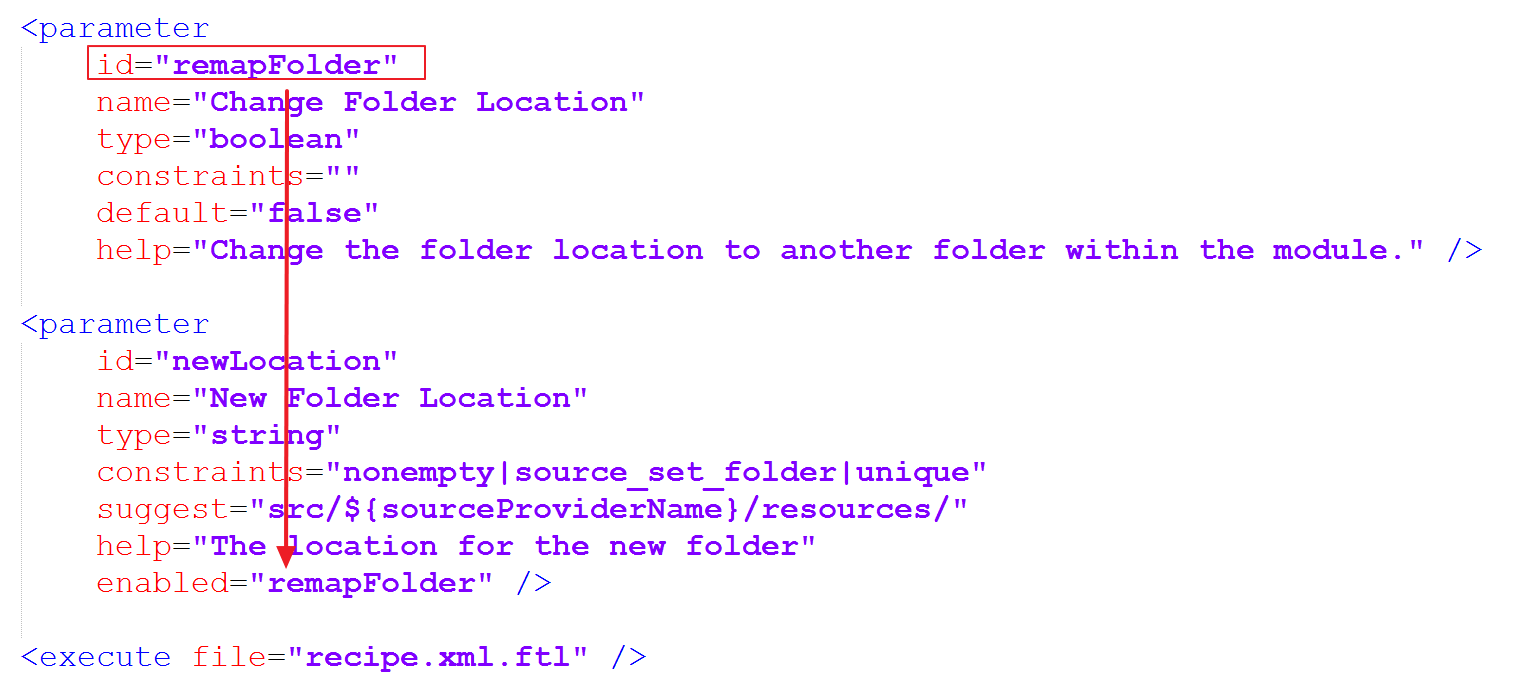 <parameter
id="remapFolder"
name="Change Folder Location"
type="boolean"
constraints=""
default="false"
help="Change the folder location to another folder within the module." />
<parameter
id="newLocation"
name="New Folder Location"
type="string"
constraints="nonempty|source_set_folder|unique"
suggest="src/${sourceProviderName}/resources/"
help="The location for the new folder"
enabled="remapFolder" />
<execute file="recipe.xml.ftl" />